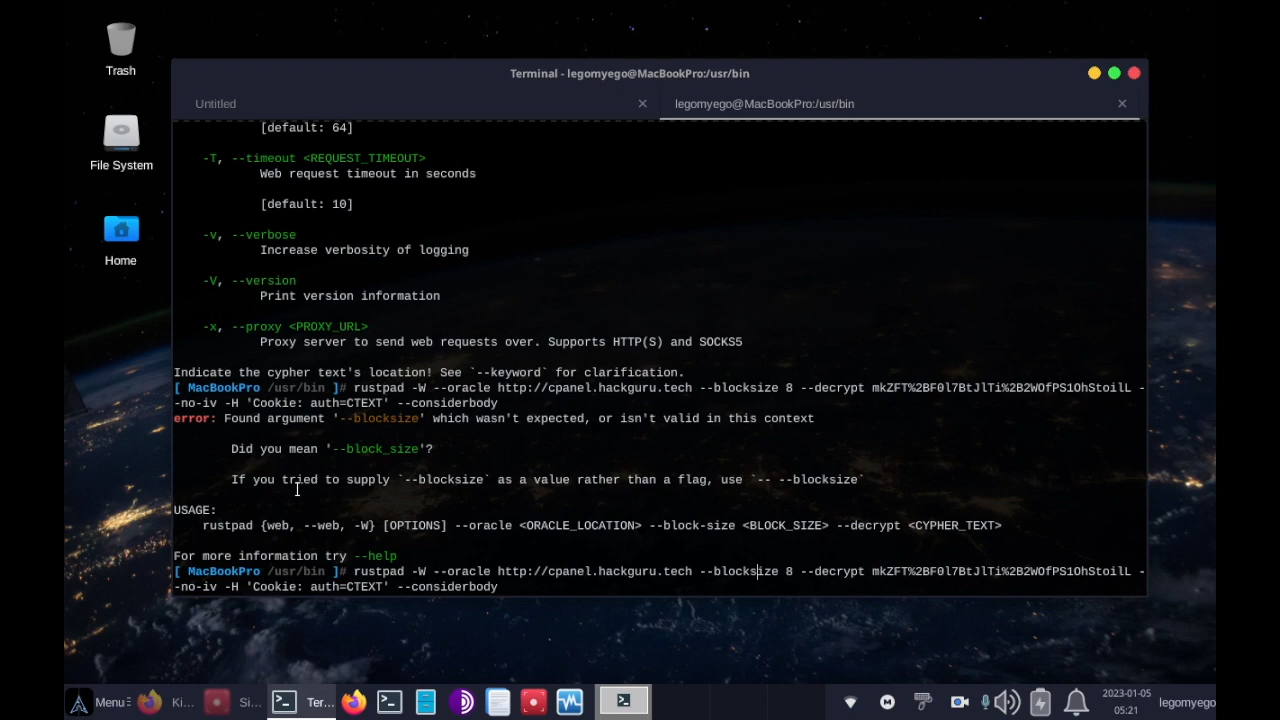 Trash
File System
Home
Terminal - legomyego@MacBookPro:/usr/bin
Untitled
legomyego@MacBookPro:/usr/bin
[default: 64]
-T, --timeout <REQUEST_TIMEOUT>
Web request timeout in seconds
[default: 10]
-v, --verbose
Increase verbosity of logging
-V, --version
Print version information
-x, --proxy <PROXY_URL>
Proxy server to send web requests over. Supports HTTP(S) and SOCKS5
Indicate the cypher text's location! See `--keyword` for clarification.
[ MacBookPro /usr/bin ]# rustpad -W --oracle http://cpanel.hackguru.tech --blocksize 8 --decrypt mkZFT%2BF0l7BtJlTi%2B2WOfPS1OhStoilL -
-no-iv -H 'Cookie: auth=CTEXT' --considerbody
error: Found argument '--blocksize' which wasn't expected, or isn't valid in this context
Did you mean '--block_size'?
If you tried to supply `--blocksize` as a value rather than a flag, use `-- --blocksize`
USAGE:
rustpad {web, --web, -W} [OPTIONS] --oracle <ORACLE_LOCATION> --block-size <BLOCK_SIZE> --decrypt <CYPHER_TEXT>
For more information try --help
[ MacBookPro /usr/bin ]# rustpad -W --oracle http://cpanel.hackguru.tech --blocksize 8 --decrypt mkZFT%2BF0l7BtJlTi%2B2WOfPS1OhStoilL -
-no-iv -H 'Cookie: auth=CTEXT' --considerbody
Menu Ki... Si... Ter... 2023-01-05 legomyego
05:21